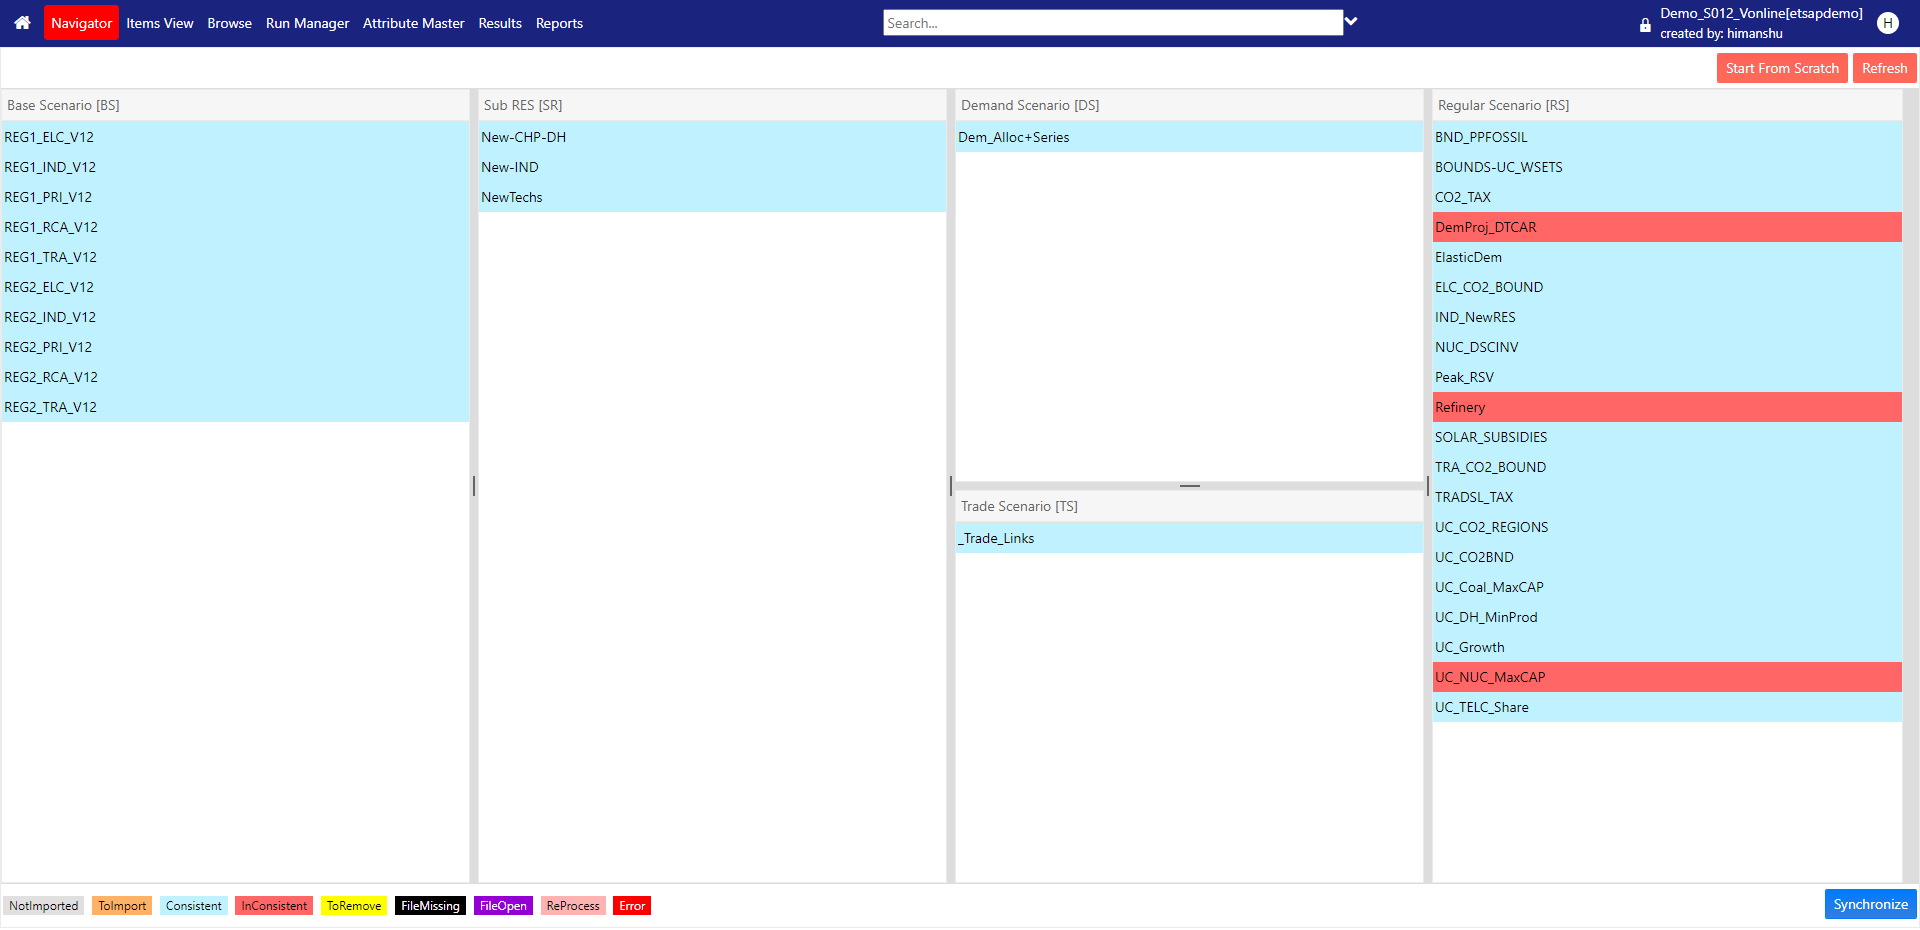 Navigator Items View Browse Run Manager Attribute Master Results Reports
Search...
Demo_S012_Vonline[etsapdemo]
created by: himanshu
H
Start From Scratch Refresh
Base Scenario [BS]
REG1_ELC_V12
REG1_IND_V12
REG1_PRI_V12
REG1_RCA_V12
REG1_TRA_V12
REG2_ELC_V12
REG2_IND_V12
REG2_PRI_V12
REG2_RCA_V12
REG2_TRA_V12
Sub RES [SR]
New-CHP-DH
New-IND
NewTechs
Demand Scenario [DS]
Dem_Alloc+Series
Trade Scenario [TS]
_Trade_Links
Regular Scenario [RS]
BND_PPFOSSIL
BOUNDS-UC_WSETS
CO2_TAX
DemProj_DTCAR
ElasticDem
ELC_CO2_BOUND
IND_NewRES
NUC_DSCINV
Peak_RSV
Refinery
SOLAR_SUBSIDIES
TRA_CO2_BOUND
TRADSL_TAX
UC_CO2_REGIONS
UC_CO2BND
UC_Coal_MaxCAP
UC_DH_MinProd
UC_Growth
UC_NUC_MaxCAP
UC_TELC_Share
NotImported ToImport Consistent InConsistent ToRemove FileMissing FileOpen ReProcess Error
Synchronize